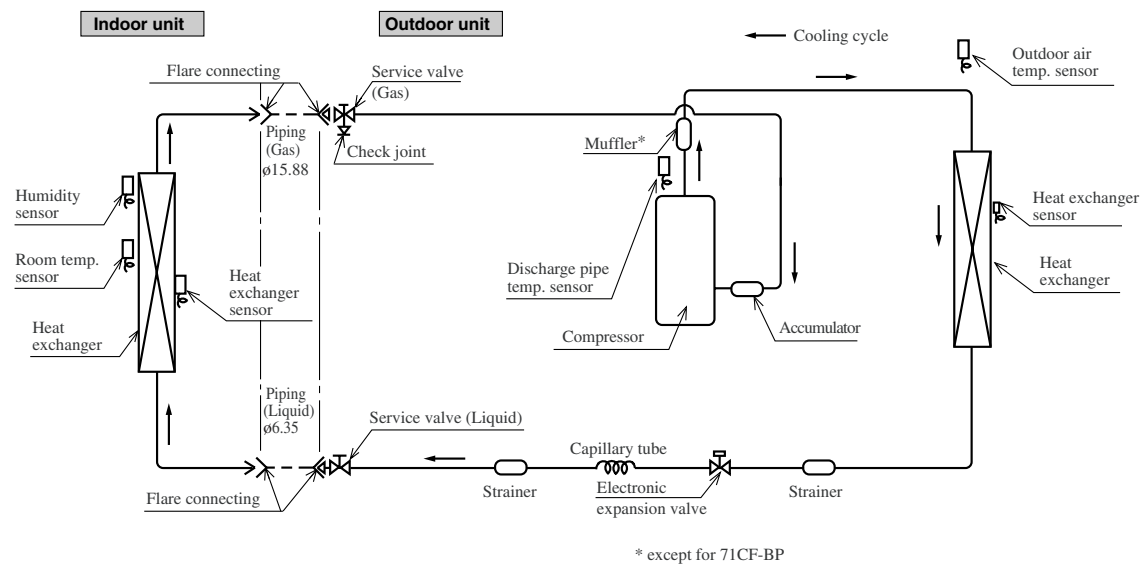 Indoor unit
Outdoor unit
Cooling cycle
Outdoor air
temp. sensor
Flare connecting
Service valve
(Gas)
Piping
(Gas)
ø15.88
Check joint
Muffler*
Humidity
sensor
Heat exchanger
sensor
Room temp.
sensor
Heat
exchanger
sensor
Discharge pipe
temp. sensor
Heat
exchanger
Heat
exchanger
Compressor
Accumulator
Piping
(Liquid)
ø6.35
Service valve (Liquid)
Capillary tube
Flare connecting
Strainer
Electronic
expansion valve
Strainer
* except for 71CF-BP